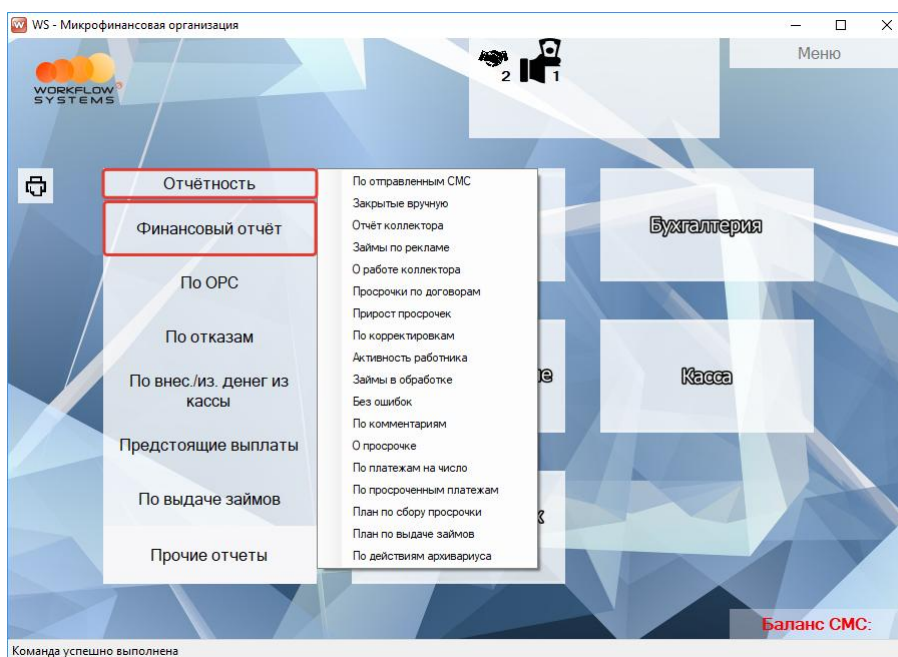 WS - Микрофинансовая организация
Меню
WORKFLOW
SYSTEMS
2
1
Отчётность
Финансовый отчёт
По ОРС
По отказам
По внес./из. денег из
кассы
Предстоящие выплаты
По выдаче займов
Прочие отчеты
По отправленным СМС
Закрытые вручную
Отчёт коллектора
Займы по рекламе
О работе коллектора
Просрочки по договорам
Прирост просрочек
По корректировкам
Активность работника
Займы в обработке
Без ошибок
По комментариям
О просрочке
По платежам на число
По просроченным платежам
План по сбору просрочки
План по выдаче займов
По действиям архивариуса
Бухгалтерия
Касса
Баланс СМС:
Команда успешно выполнена